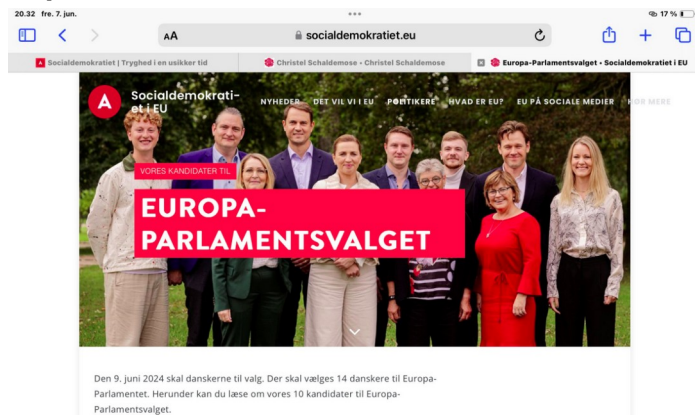 20.32 fre. 7. jun.
17 %
AA
socialdemokratiet.eu
Socialdemokratiet | Tryghed i en usikker tid
Christel Schaldemose • Christel Schaldemose
Europa-Parlamentsvalget • Socialdemokratiet i EU
A
Socialdemokrati-
et i EU
NYHEDER DET VIL VI I EU POLITIKERE HVAD ER EU? EU PÅ SOCIALE MEDIER HØR MERE
VORES KANDIDATER TIL
EUROPA-
PARLAMENTSVALGET
Den 9. juni 2024 skal danskerne til valg. Der skal vælges 14 danskere til Europa-
Parlamentet. Herunder kan du læse om vores 10 kandidater til Europa-
Parlamentsvalget.